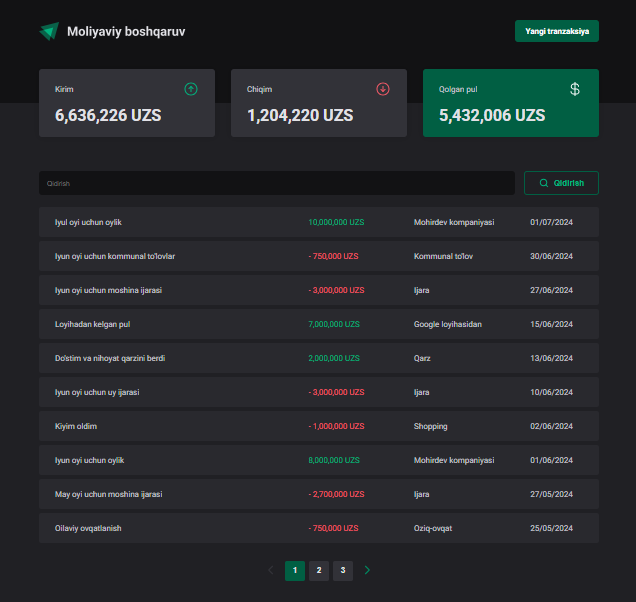 Moliyaviy boshqaruv
Yangi tranzaksiya
Kirim
6,636,226 UZS
Chiqim
1,204,220 UZS
Qolgan pul
$
5,432,006 UZS
Qidirish
Qidirish
Iyul oyi uchun oylik 10,000,000 UZS Mohirdev kompaniyasi 01/07/2024
Iyun oyi uchun kommunal to'lovlar - 750,000 UZS Kommunal to'lov 30/06/2024
Iyun oyi uchun moshina ijarasi - 3,000,000 UZS Ijara 27/06/2024
Loyihadan kelgan pul 7,000,000 UZS Google loyihasidan 15/06/2024
Do'stim va nihoyat qarzini berdi 2,000,000 UZS Qarz 13/06/2024
Iyun oyi uchun uy ijarasi - 3,000,000 UZS Ijara 10/06/2024
Kiyim oldim - 1,000,000 UZS Shopping 02/06/2024
Iyun oyi uchun oylik 8,000,000 UZS Mohirdev kompaniyasi 01/06/2024
May oyi uchun moshina ijarasi - 2,700,000 UZS Ijara 27/05/2024
Oilaviy ovqatlanish - 750,000 UZS Oziq-ovqat 25/05/2024
1 2 3